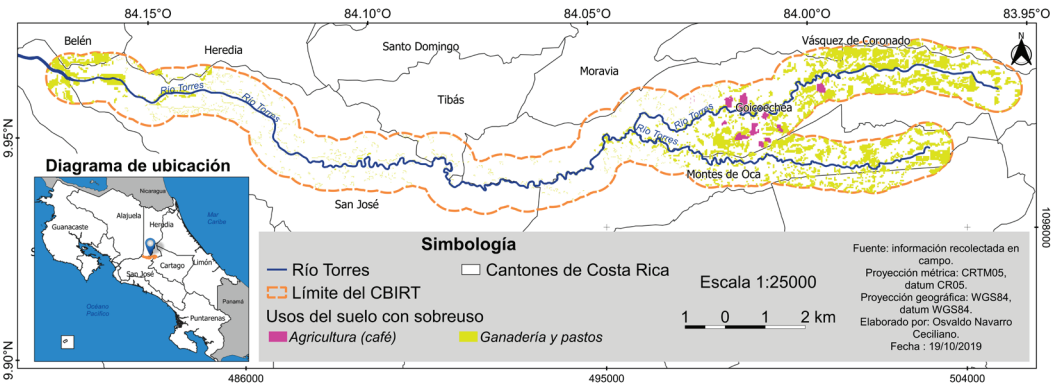 84.15°O
84.10°O
84.05°O
84.00°O
83.95°O
Belén
Heredia
Santo Domingo
Moravia
Vásquez de Coronado
N
Tibás
Río Torres
Río Torres
Río Torres
Río Torres
Goicoechea
Montes de Oca
San José
9.95°N
9.90°N
1098000
Diagrama de ubicación
Nicaragua
Alajuela
Heredia
Mar
Caribe
Guanacaste
Limón
Cartago
San José
Océano
Pacífico
Puntarenas
Panamá
Simbología
Río Torres
Cantones de Costa Rica
Límite del CBIRT
Usos del suelo con sobreuso
Agricultura (café)
Ganadería y pastos
Escala 1:25000
1 0 1 2 km
Fuente: información recolectada en
campo.
Proyección métrica: CRTM05,
datum CR05.
Proyección geográfica: WGS84,
datum WGS84.
Elaborado por: Osvaldo Navarro
Ceciliano.
Fecha : 19/10/2019
486000
495000
504000